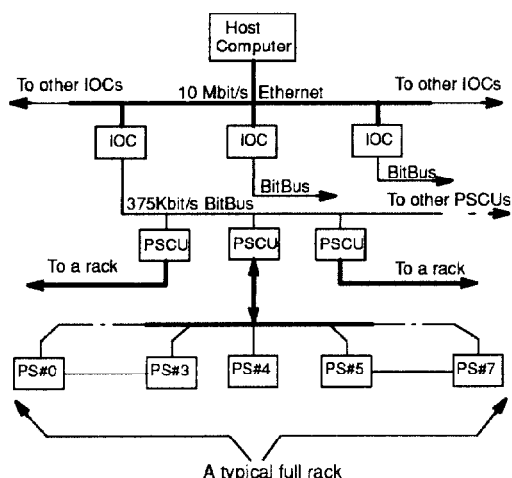 Host
Computer
To other IOCs
10 Mbit/s Ethernet
To other IOCs
IOC
IOC
IOC
BitBus
BitBus
375Kbit/s BitBus
To other PSCUs
PSCU
PSCU
PSCU
To a rack
To a rack
PS#0
PS#3
PS#4
PS#5
PS#7
A typical full rack